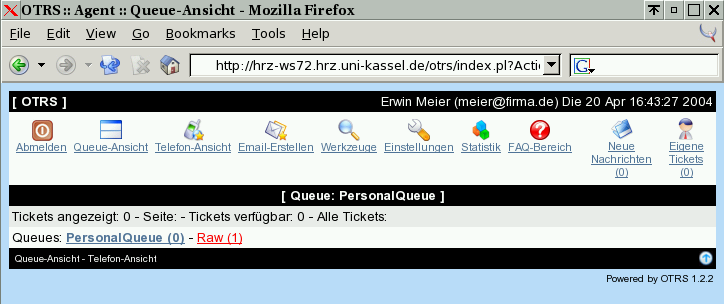 OTRS :: Agent :: Queue-Ansicht - Mozilla Firefox
File Edit View Go Bookmarks Tools Help
http://hrz-ws72.hrz.uni-kassel.de/otrs/index.pl?Acti
G
[ OTRS ] Erwin Meier (meier@firma.de) Die 20 Apr 16:43:27 2004
Abmelden Queue-Ansicht Telefon-Ansicht Email-Erstellen Werkzeuge Einstellungen Statistik FAQ-Bereich Neue Nachrichten (0) Eigene Tickets (0)
[ Queue: PersonalQueue ]
Tickets angezeigt: 0 - Seite: - Tickets verfügbar: 0 - Alle Tickets:
Queues: PersonalQueue (0) - Raw (1)
Queue-Ansicht - Telefon-Ansicht
Powered by OTRS 1.2.2